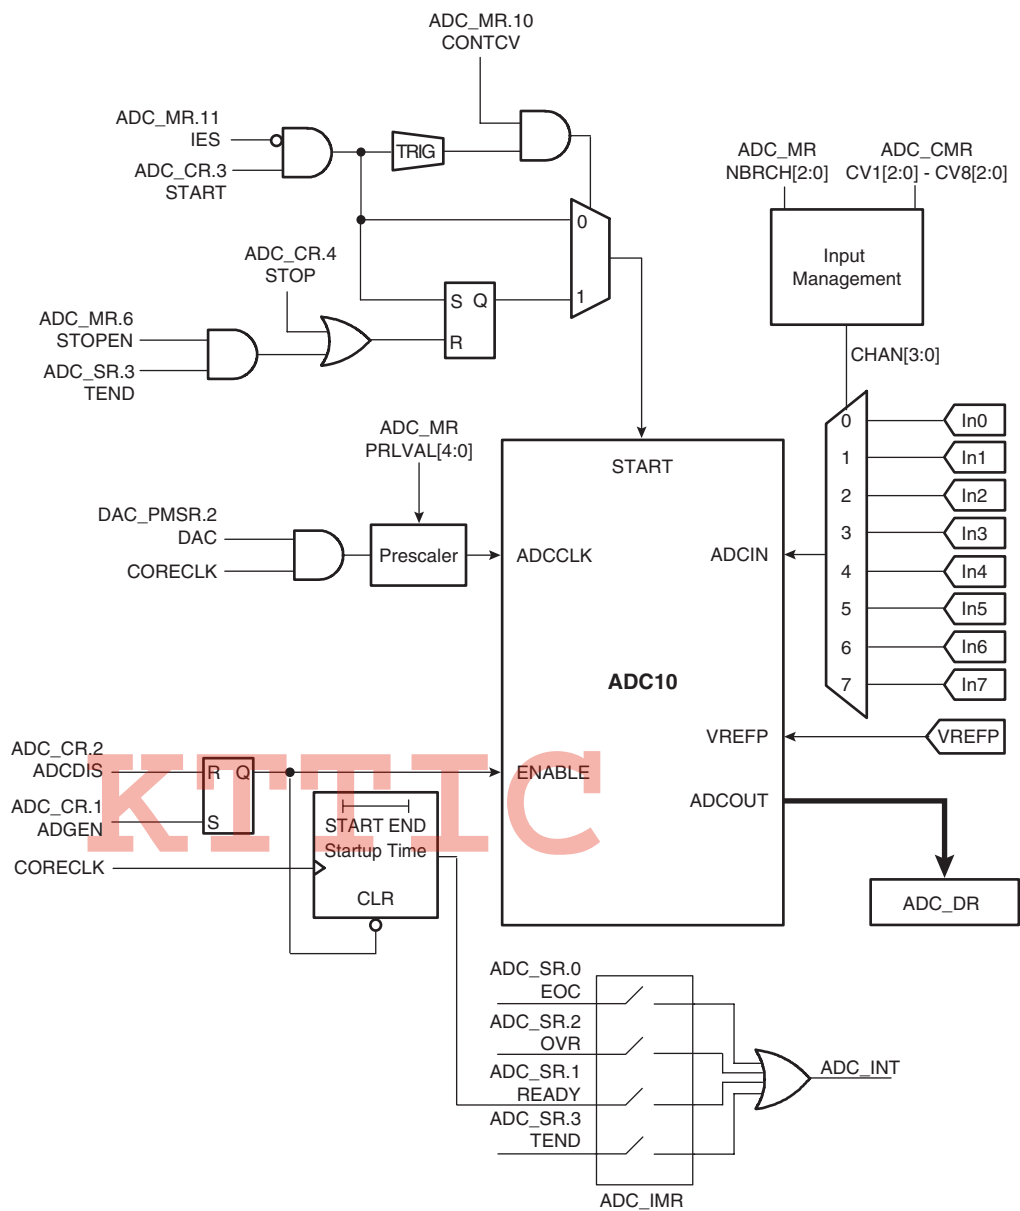 ADC_MR.10
CONTCV
ADC_MR.11
IES
ADC_CR.3
START
TRIG
ADC_MR
NBRCH[2:0]
ADC_CMR
CV1[2:0] - CV8[2:0]
0
1
Input
Management
ADC_CR.4
STOP
S Q
R
ADC_MR.6
STOPEN
ADC_SR.3
TEND
CHAN[3:0]
0
1
2
3
4
5
6
7
In0
In1
In2
In3
In4
In5
In6
In7
ADC_MR
PRLVAL[4:0]
START
DAC_PMSR.2
DAC
CORECLK
Prescaler
ADCCLK
ADCIN
ADC10
VREFP
VREFP
ADC_CR.2
ADCDIS
R Q
ENABLE
ADCOUT
ADC_CR.1
ADGEN
S
START END
Startup Time
CORECLK
CLR
KTTIC
ADC_DR
ADC_SR.0
EOC
ADC_SR.2
OVR
ADC_SR.1
READY
ADC_SR.3
TEND
ADC_INT
ADC_IMR